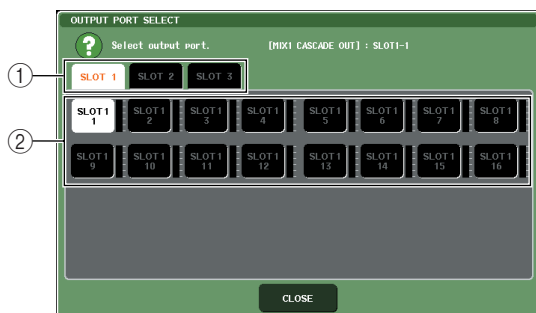 OUTPUT PORT SELECT
? Select output port. [MIX1 CASCADE OUT] : SLOT1-1
① SLOT 1 SLOT 2 SLOT 3
② SLOT1 1 SLOT1 2 SLOT1 3 SLOT1 4 SLOT1 5 SLOT1 6 SLOT1 7 SLOT1 8
SLOT1 9 SLOT1 10 SLOT1 11 SLOT1 12 SLOT1 13 SLOT1 14 SLOT1 15 SLOT1 16
CLOSE